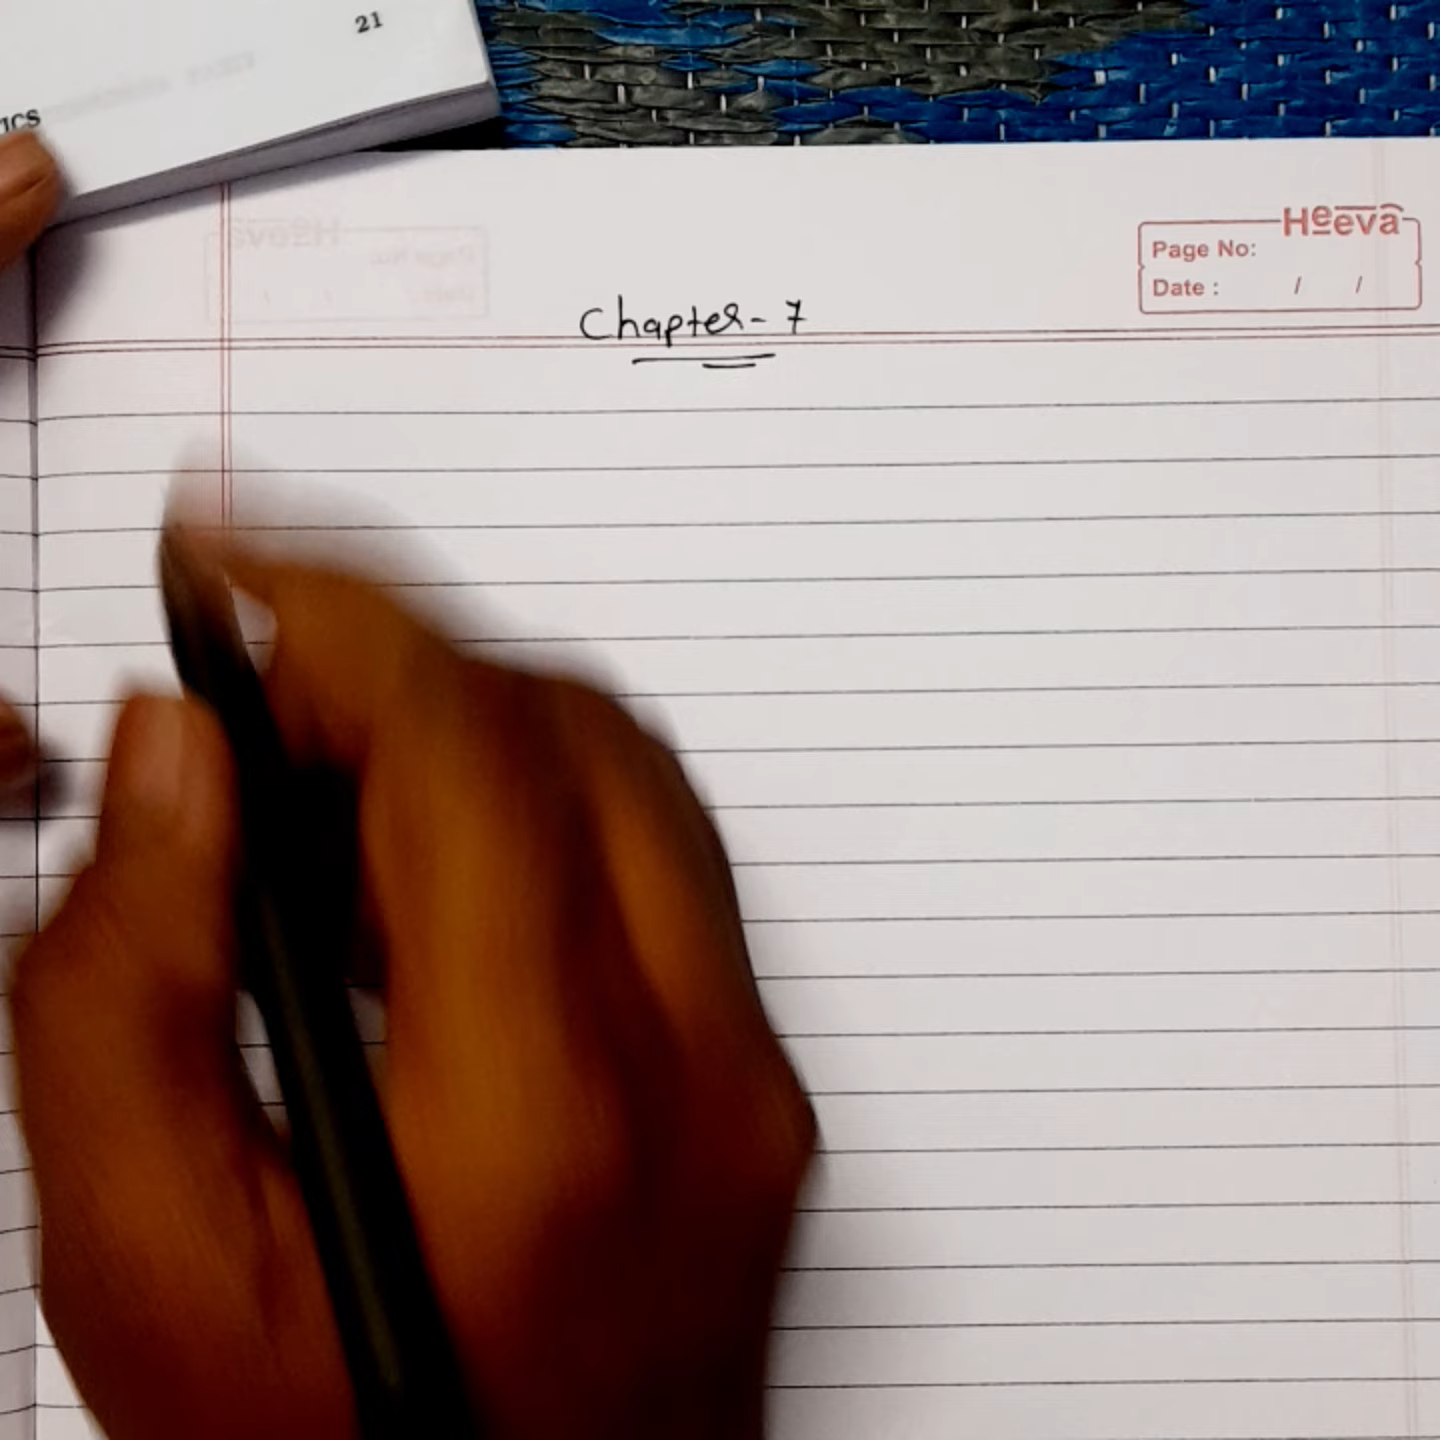 21
ICS
Heeva
Page No:
Date : / /
Chapter - 7